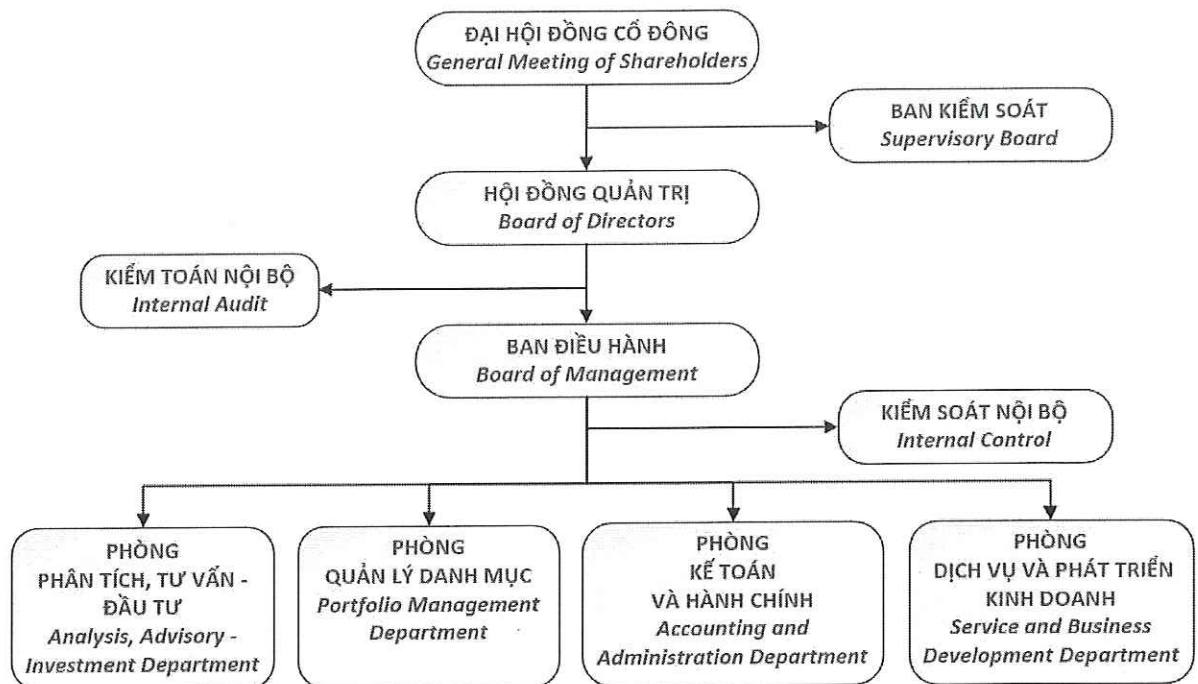 ĐẠI HỘI ĐỒNG CỔ ĐÔNG
General Meeting of Shareholders
BAN KIỂM SOÁT
Supervisory Board
HỘI ĐỒNG QUẢN TRỊ
Board of Directors
KIỂM TOÁN NỘI BỘ
Internal Audit
BAN ĐIỀU HÀNH
Board of Management
KIỂM SOÁT NỘI BỘ
Internal Control
PHÒNG
PHÂN TÍCH, TƯ VẤN -
ĐẦU TƯ
Analysis, Advisory -
Investment Department
PHÒNG
QUẢN LÝ DANH MỤC
Portfolio Management
Department
PHÒNG
KẾ TOÁN
VÀ HÀNH CHÍNH
Accounting and
Administration Department
PHÒNG
DỊCH VỤ VÀ PHÁT TRIỂN
KINH DOANH
Service and Business
Development Department